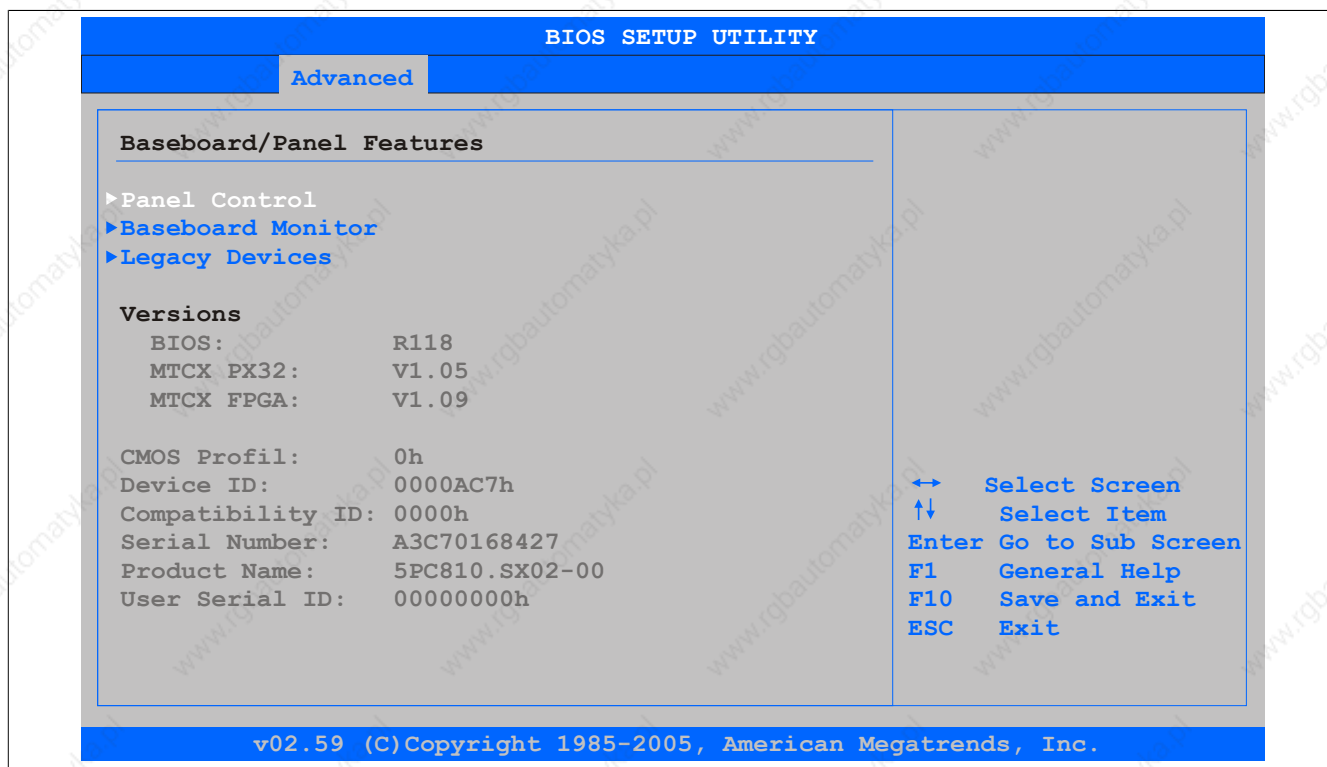 BIOS SETUP UTILITY
Advanced
Baseboard/Panel Features
▶Panel Control
▶Baseboard Monitor
▶Legacy Devices
Versions
BIOS: R118
MTCX PX32: V1.05
MTCX FPGA: V1.09
CMOS Profil: 0h
Device ID: 0000AC7h
Compatibility ID: 0000h
Serial Number: A3C70168427
Product Name: 5PC810.SX02-00
User Serial ID: 00000000h
↔ Select Screen
↑↓ Select Item
Enter Go to Sub Screen
F1 General Help
F10 Save and Exit
ESC Exit
v02.59 (C)Copyright 1985-2005, American Megatrends, Inc.
www.rgbautomatyka.pl